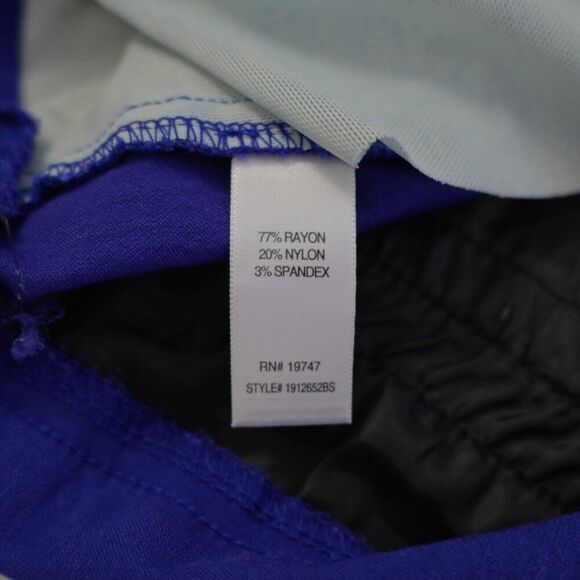 77% RAYON
20% NYLON
3% SPANDEX
RN# 19747
STYLE# 1912652BS